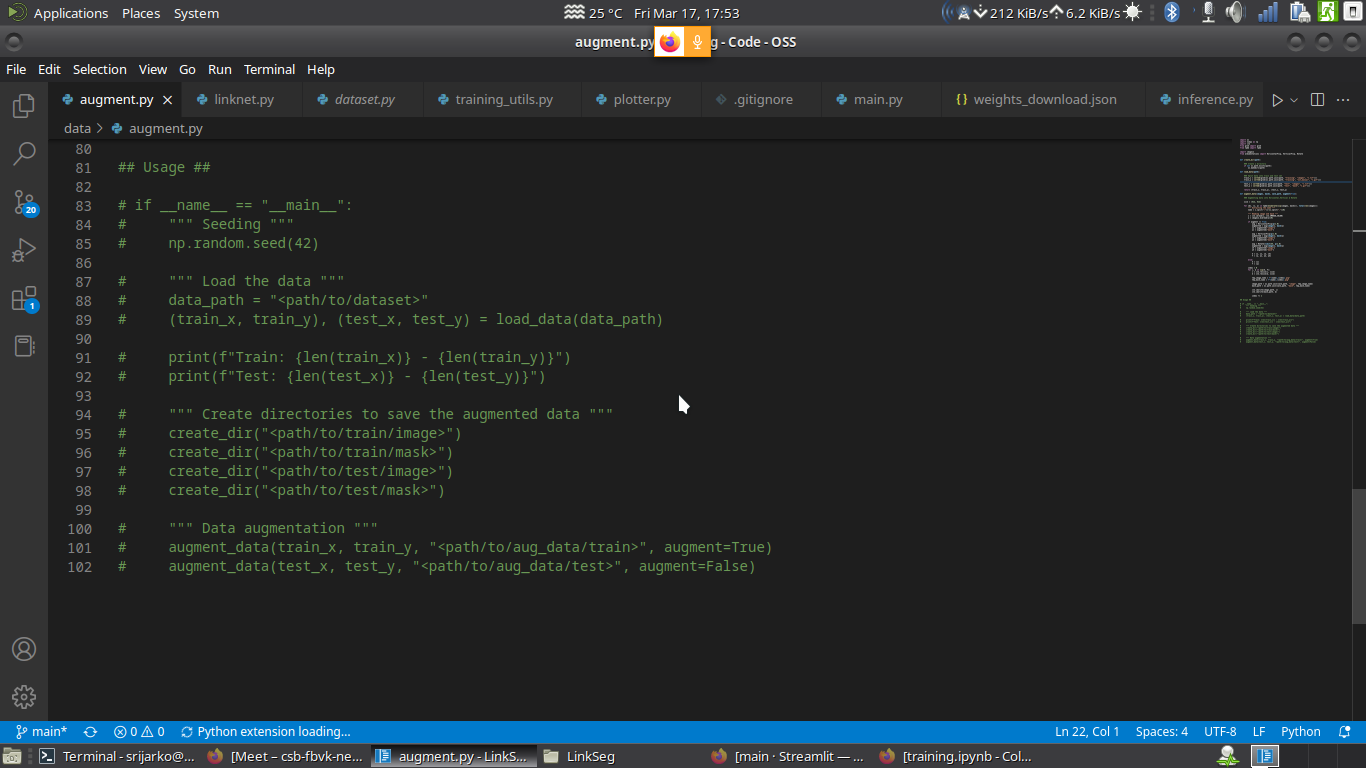 Applications Places System 25 °C Fri Mar 17, 17:53 212 KiB/s 6.2 KiB/s
augment.py g - Code - OSS
File Edit Selection View Go Run Terminal Help
augment.py linknet.py dataset.py training_utils.py plotter.py .gitignore main.py {} weights_download.json inference.py
data > augment.py
80
81 ## Usage ##
82
83 # if __name__ == "__main__":
84 #     """ Seeding """
85 #     np.random.seed(42)
86
87 #     """ Load the data """
88 #     data_path = "<path/to/dataset>"
89 #     (train_x, train_y), (test_x, test_y) = load_data(data_path)
90
91 #     print(f"Train: {len(train_x)} - {len(train_y)}")
92 #     print(f"Test: {len(test_x)} - {len(test_y)}")
93
94 #     """ Create directories to save the augmented data """
95 #     create_dir("<path/to/train/image>")
96 #     create_dir("<path/to/train/mask>")
97 #     create_dir("<path/to/test/image>")
98 #     create_dir("<path/to/test/mask>")
99
100 #     """ Data augmentation """
101 #     augment_data(train_x, train_y, "<path/to/aug_data/train>", augment=True)
102 #     augment_data(test_x, test_y, "<path/to/aug_data/test>", augment=False)
20
1
main* 0 0 Python extension loading... Ln 22, Col 1 Spaces: 4 UTF-8 LF Python
Terminal - srijarko@... [Meet – csb-fbvk-ne... augment.py - LinkS... LinkSeg [main · Streamlit — ... [training.ipynb - Col...